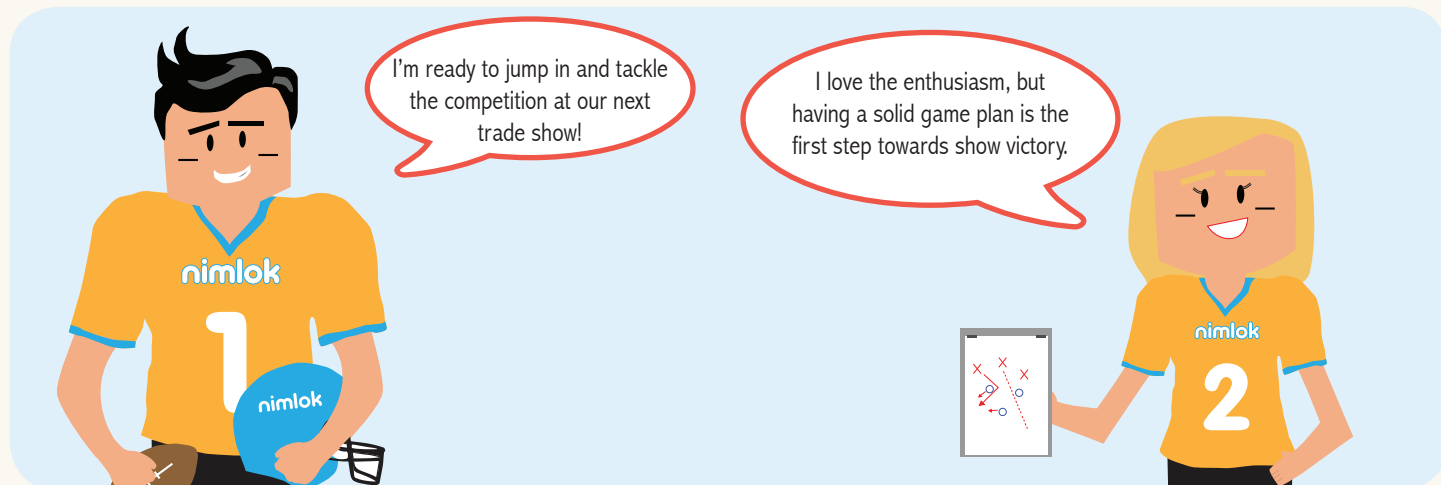 I'm ready to jump in and tackle
the competition at our next
trade show!
I love the enthusiasm, but
having a solid game plan is the
first step towards show victory.
nimlok
1
nimlok
nimlok
2